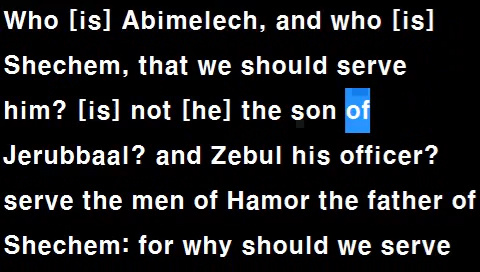 Who [is] Abimelech, and who [is]
Shechem, that we should serve
him? [is] not [he] the son of
Jerubbaal? and Zebul his officer?
serve the men of Hamor the father of
Shechem: for why should we serve